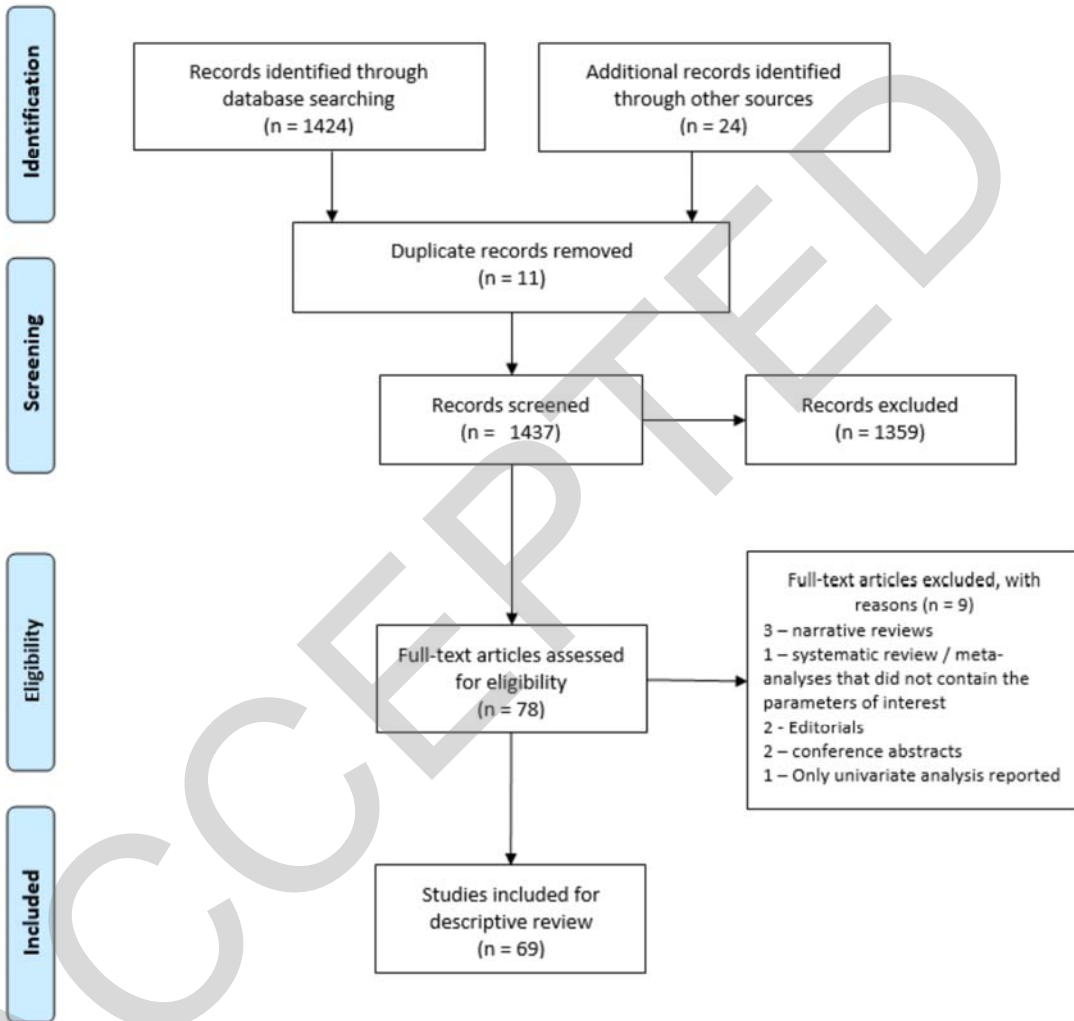 Identification
Records identified through
database searching
(n = 1424)
Additional records identified
through other sources
(n = 24)
Duplicate records removed
(n = 11)
Screening
Records screened
(n = 1437)
Records excluded
(n = 1359)
Eligibility
Full-text articles assessed
for eligibility
(n = 78)
Full-text articles excluded, with
reasons (n = 9)
3 – narrative reviews
1 – systematic review / meta-
analyses that did not contain the
parameters of interest
2 - Editorials
2 – conference abstracts
1 – Only univariate analysis reported
Included
Studies included for
descriptive review
(n = 69)
CCEPTED